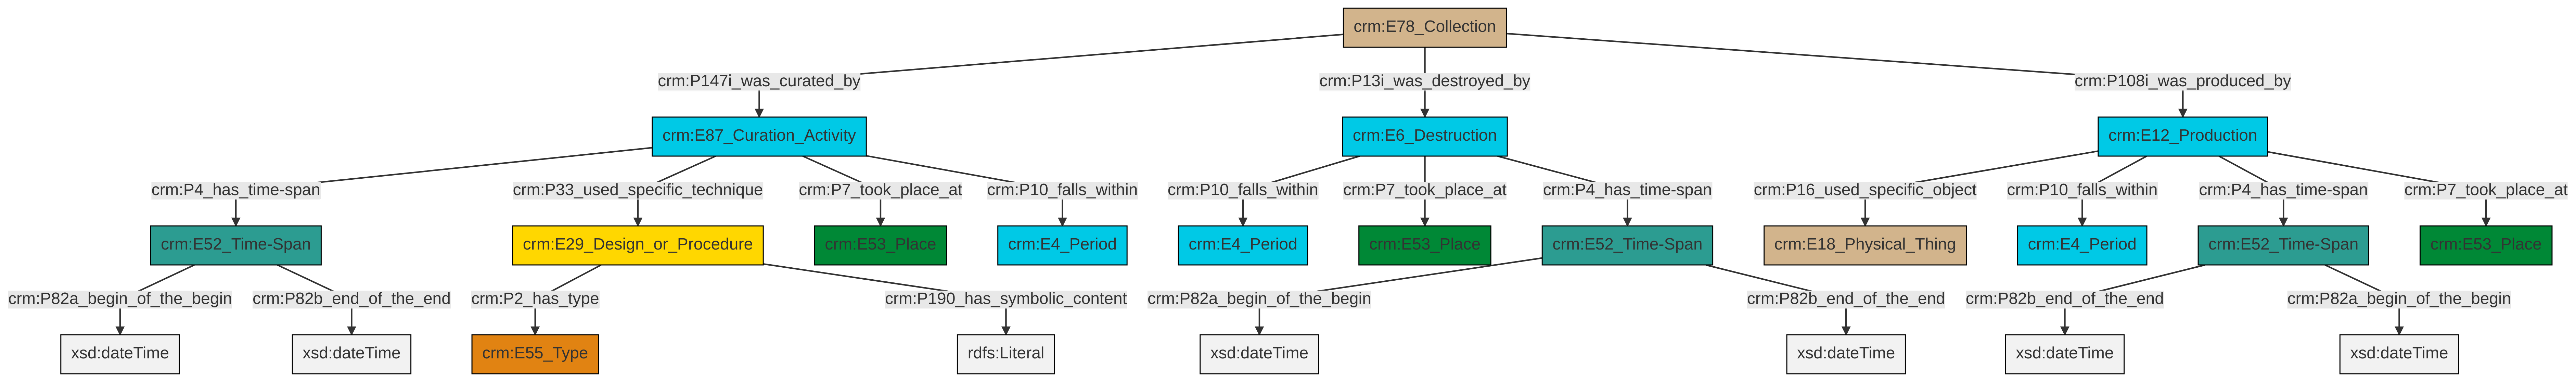 crm:E78_Collection
crm:P147i_was_curated_by
crm:P13i_was_destroyed_by
crm:P108i_was_produced_by
crm:E87_Curation_Activity
crm:E6_Destruction
crm:E12_Production
crm:P4_has_time-span
crm:P33_used_specific_technique
crm:P7_took_place_at
crm:P10_falls_within
crm:P10_falls_within
crm:P7_took_place_at
crm:P4_has_time-span
crm:P16_used_specific_object
crm:P10_falls_within
crm:P4_has_time-span
crm:P7_took_place_at
crm:E52_Time-Span
crm:E29_Design_or_Procedure
crm:E53_Place
crm:E4_Period
crm:E4_Period
crm:E53_Place
crm:E52_Time-Span
crm:E18_Physical_Thing
crm:E4_Period
crm:E52_Time-Span
crm:E53_Place
crm:P82a_begin_of_the_begin
crm:P82b_end_of_the_end
crm:P2_has_type
crm:P190_has_symbolic_content
crm:P82a_begin_of_the_begin
crm:P82b_end_of_the_end
crm:P82b_end_of_the_end
crm:P82a_begin_of_the_begin
xsd:dateTime
xsd:dateTime
crm:E55_Type
rdfs:Literal
xsd:dateTime
xsd:dateTime
xsd:dateTime
xsd:dateTime